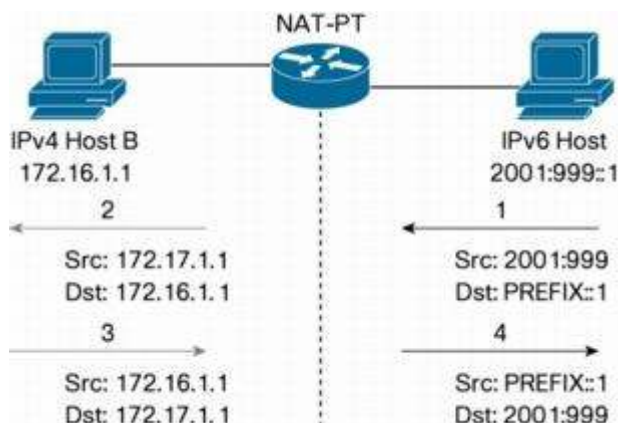 NAT-PT
IPv4 Host B
172.16.1.1
IPv6 Host
2001:999::1
2
Src: 172.17.1.1
Dst: 172.16.1.1
1
Src: 2001:999
Dst: PREFIX::1
3
Src: 172.16.1.1
Dst: 172.17.1.1
4
Src: PREFIX::1
Dst: 2001:999